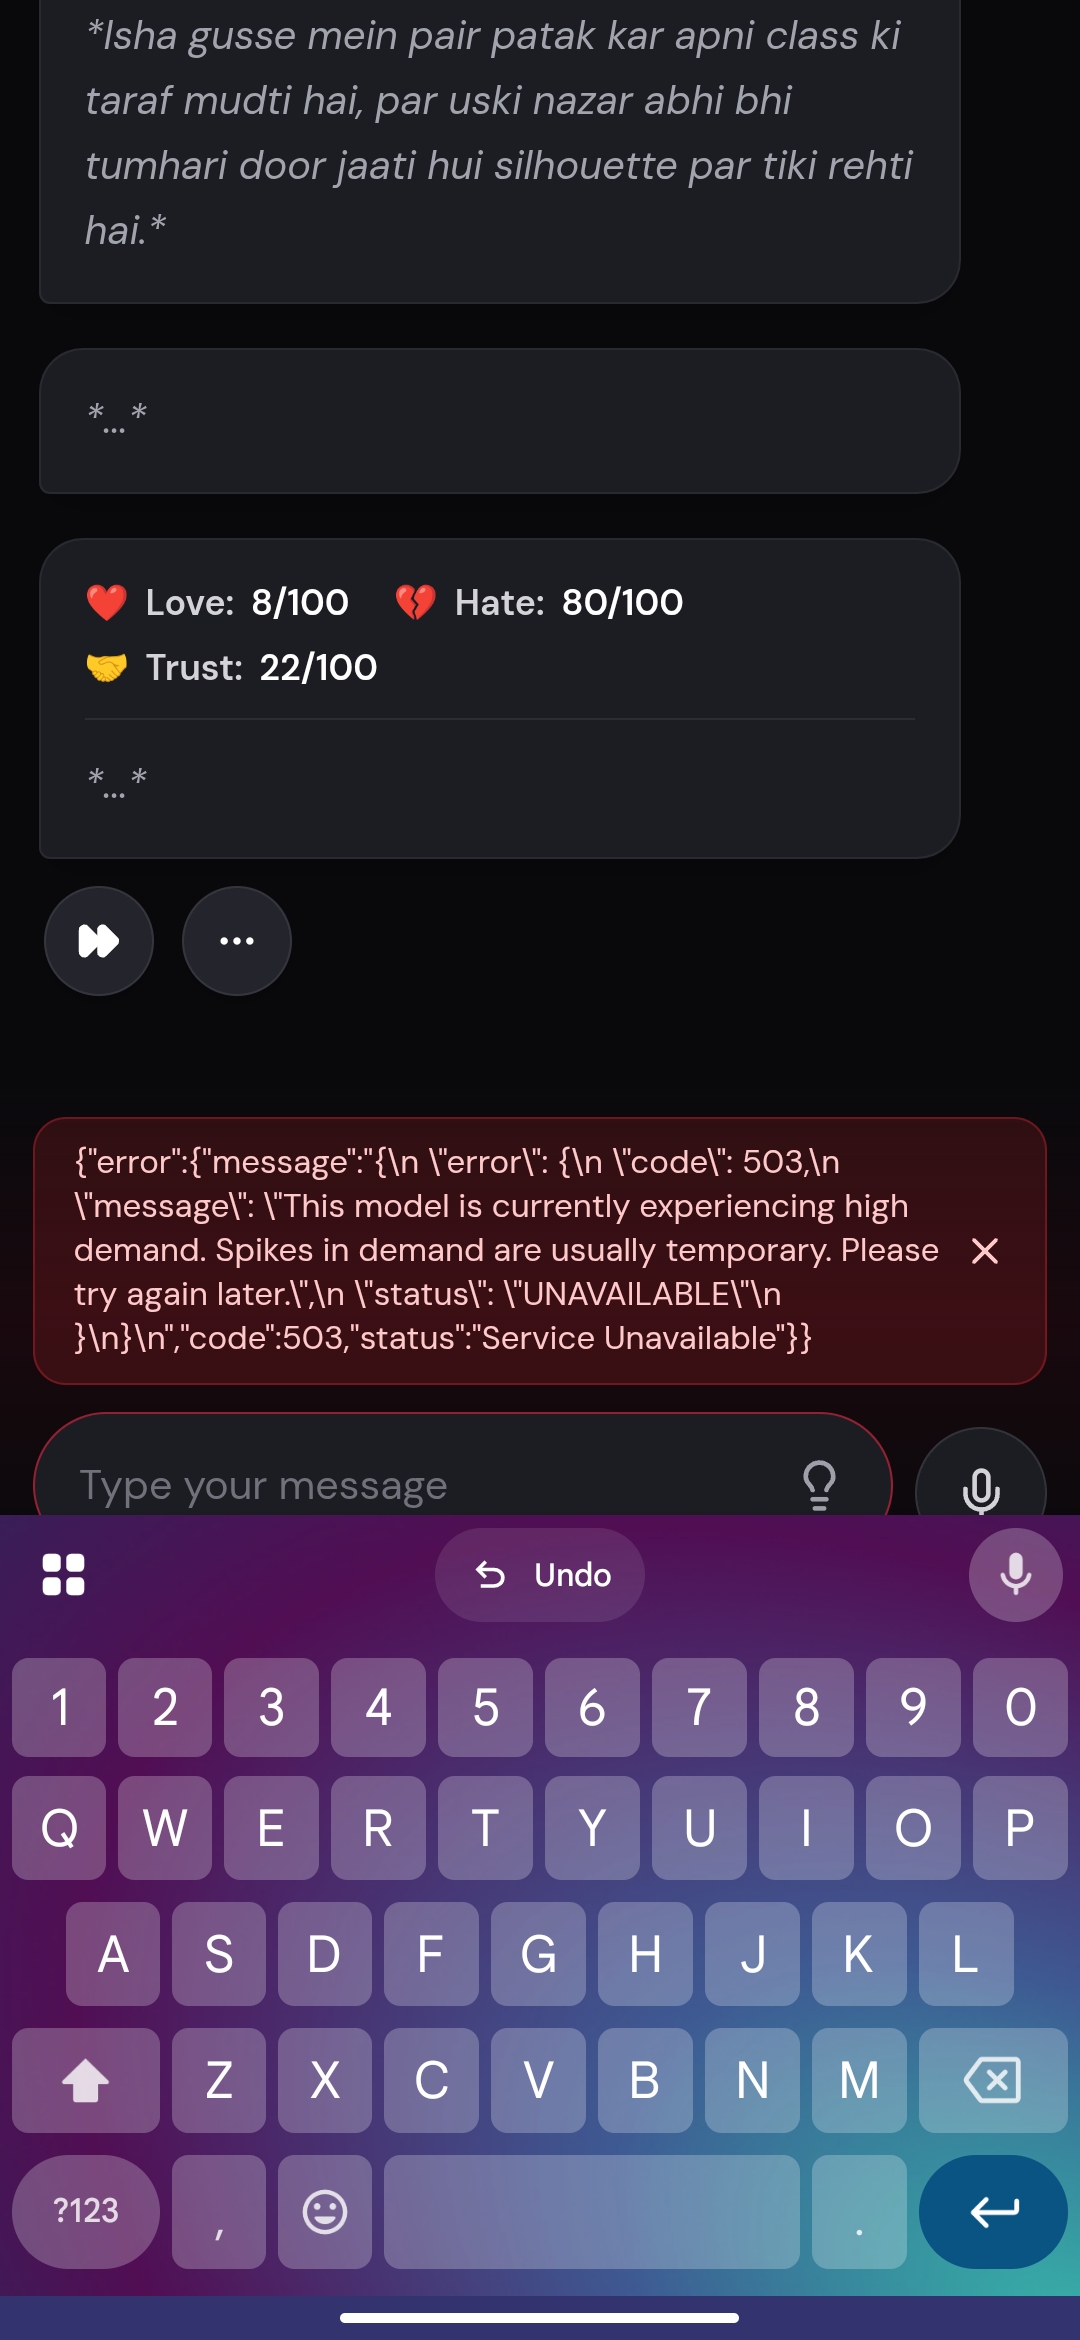 *Isha gusse mein pair patak kar apni class ki
taraf mudti hai, par uski nazar abhi bhi
tumhari door jaati hui silhouette par tiki rehti
hai.*
*...*
❤️ Love: 8/100 💔 Hate: 80/100
🤝 Trust: 22/100
*...*
{"error":{"message":"{\n \"error\": {\n \"code\": 503,\n
\"message\": \"This model is currently experiencing high
demand. Spikes in demand are usually temporary. Please
try again later.\",\n \"status\": \"UNAVAILABLE\"\n
}\n}\n","code":503,"status":"Service Unavailable"}}
Type your message
Undo
1 2 3 4 5 6 7 8 9 0
Q W E R T Y U I O P
A S D F G H J K L
Z X C V B N M
?123 , .